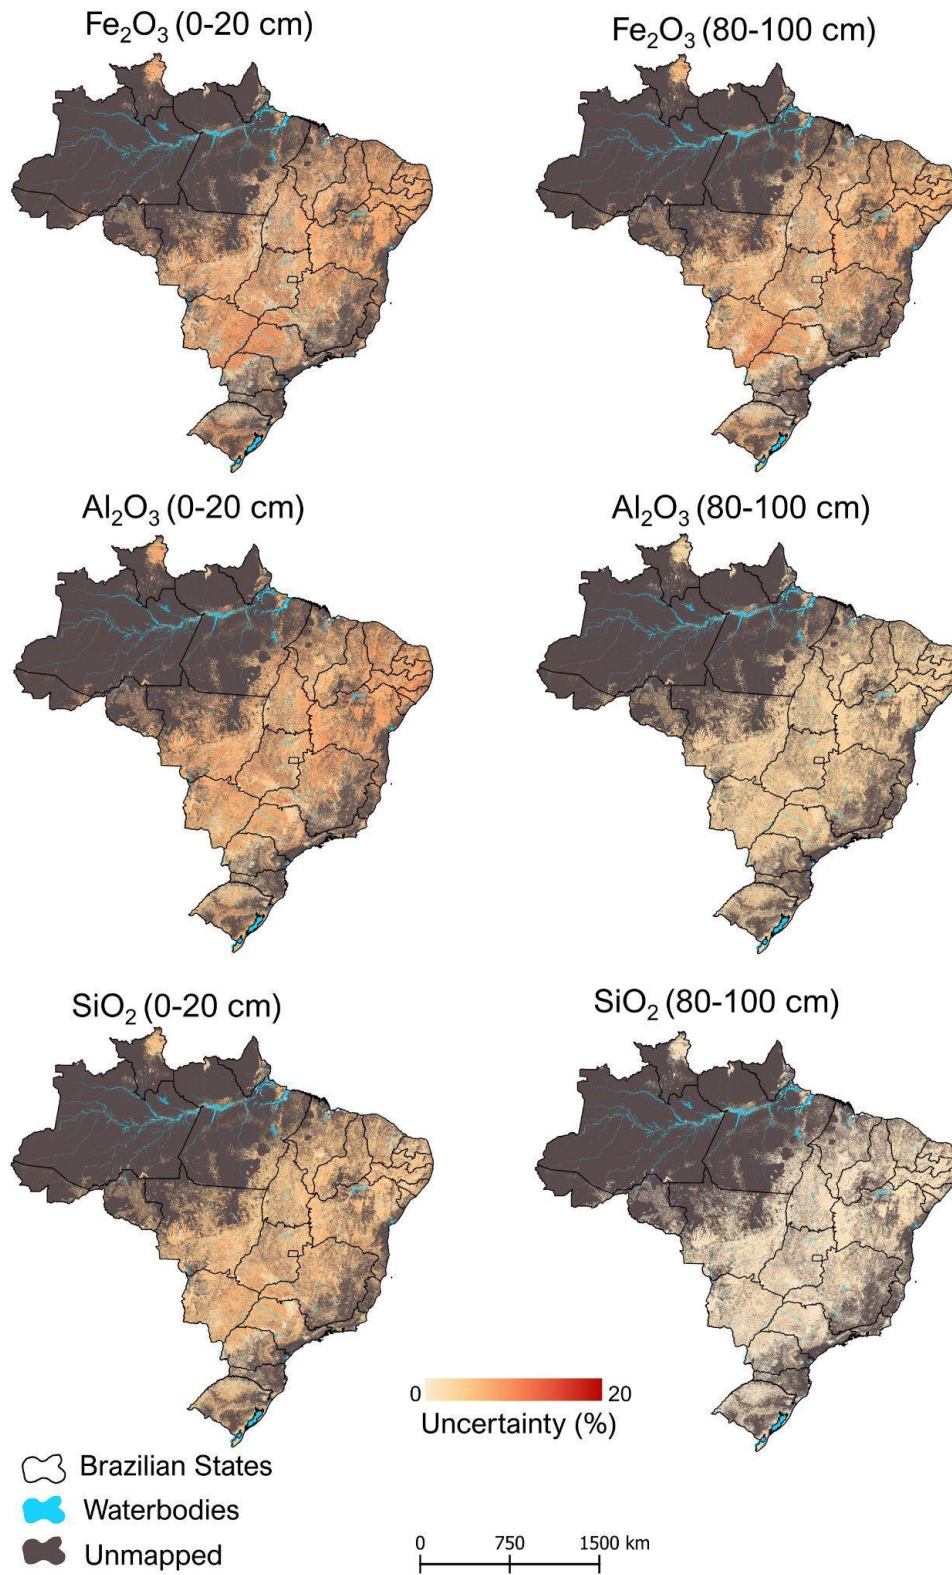 Fe₂O₃ (0-20 cm)
Fe₂O₃ (80-100 cm)
Al₂O₃ (0-20 cm)
Al₂O₃ (80-100 cm)
SiO₂ (0-20 cm)
SiO₂ (80-100 cm)
0 20
Uncertainty (%)
Brazilian States
Waterbodies
Unmapped
0 750 1500 km